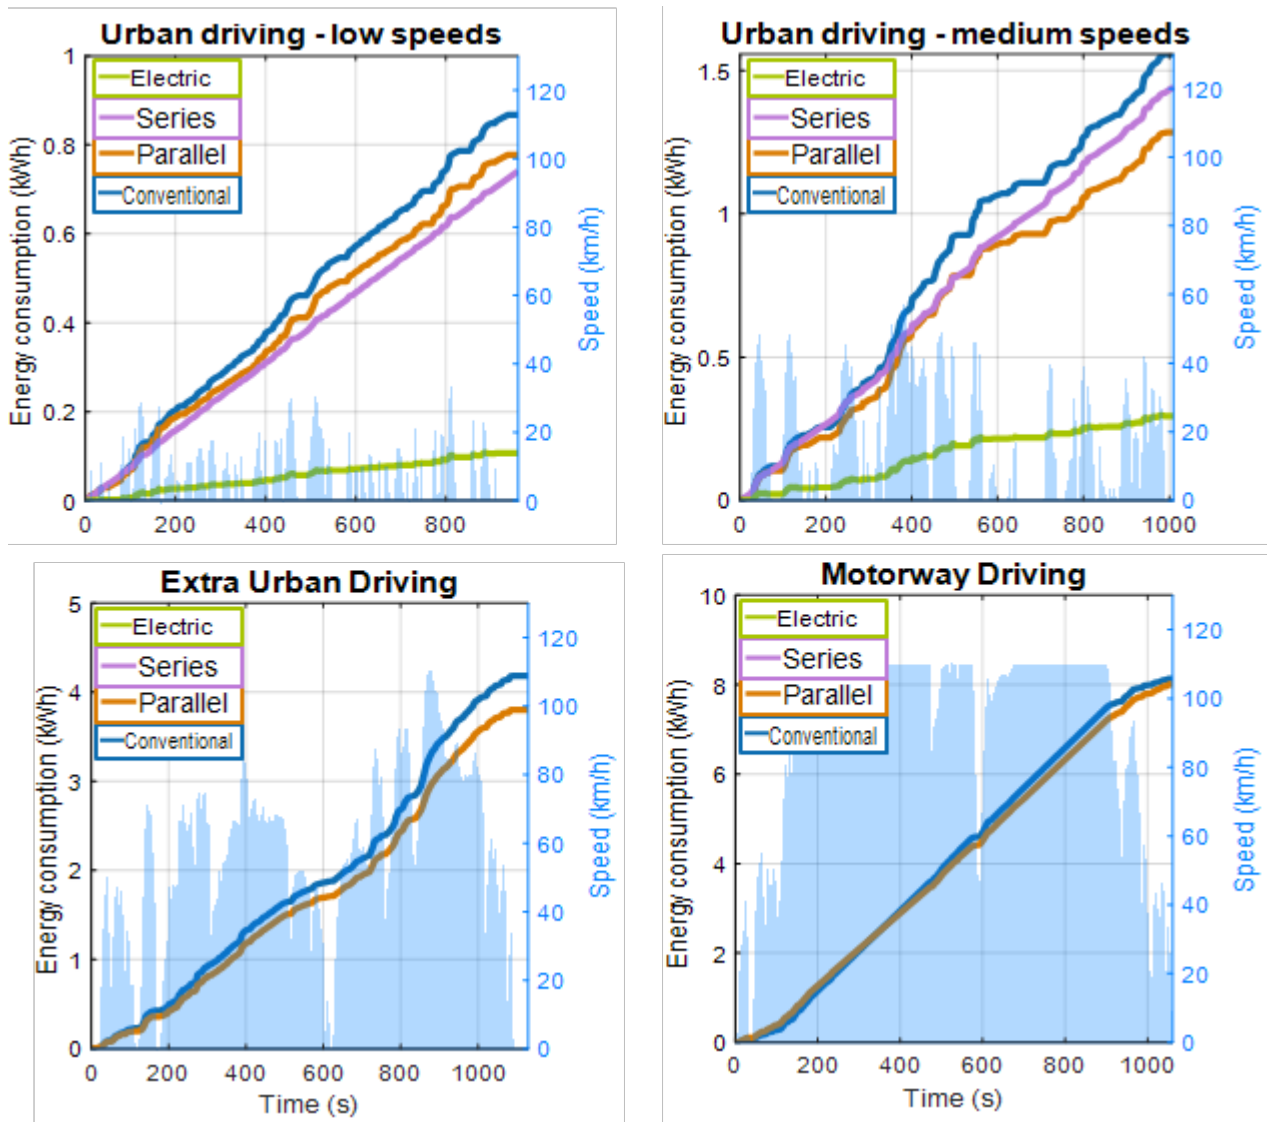 Urban driving - low speeds
Electric
Series
Parallel
Conventional
Energy consumption (kWh)
1
0.8
0.6
0.4
0.2
0
0
200
400
600
800
120
100
80
60
40
20
0
Speed (km/h)
Urban driving - medium speeds
Electric
Series
Parallel
Conventional
Energy consumption (kWh)
1.5
1
0.5
0
0
200
400
600
800
1000
120
100
80
60
40
20
0
Speed (km/h)
Extra Urban Driving
Electric
Series
Parallel
Conventional
Energy consumption (kWh)
5
4
3
2
1
0
0
200
400
600
800
1000
Time (s)
120
100
80
60
40
20
0
Speed (km/h)
Motorway Driving
Electric
Series
Parallel
Conventional
Energy consumption (kWh)
10
8
6
4
2
0
0
200
400
600
800
1000
Time (s)
120
100
80
60
40
20
0
Speed (km/h)